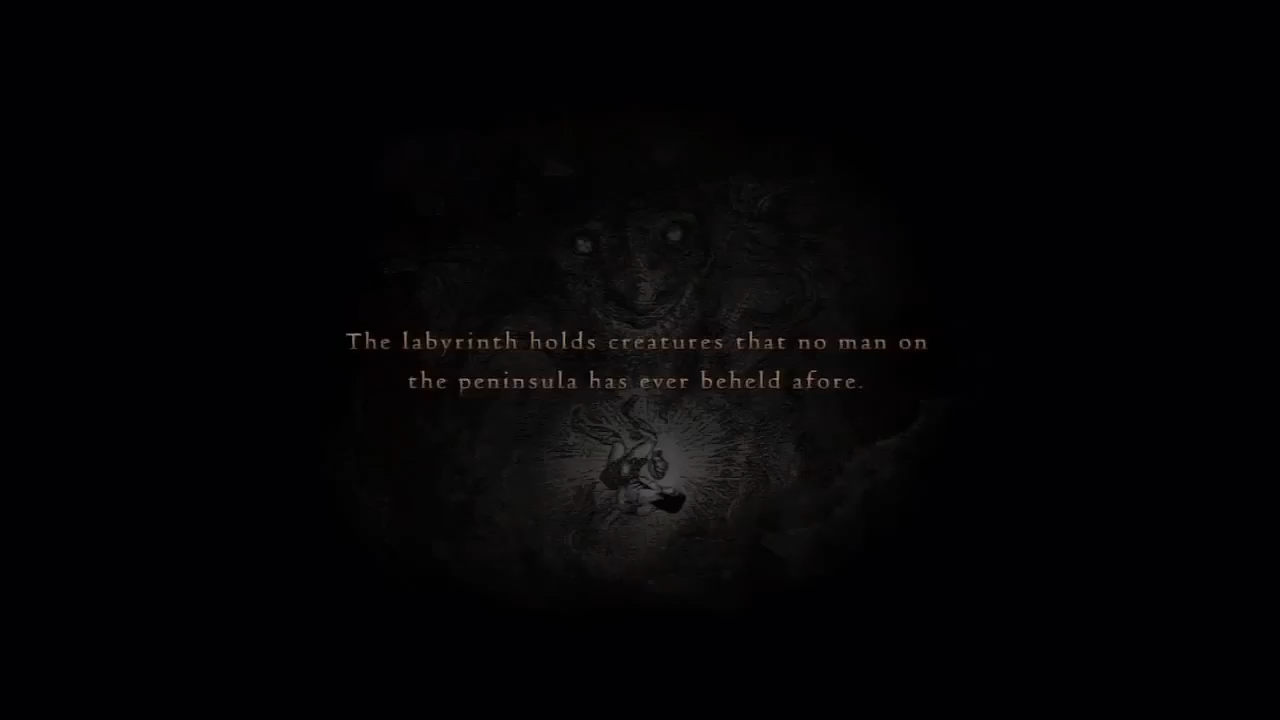 The labyrinth holds creatures that no man on
the peninsula has ever beheld afore.